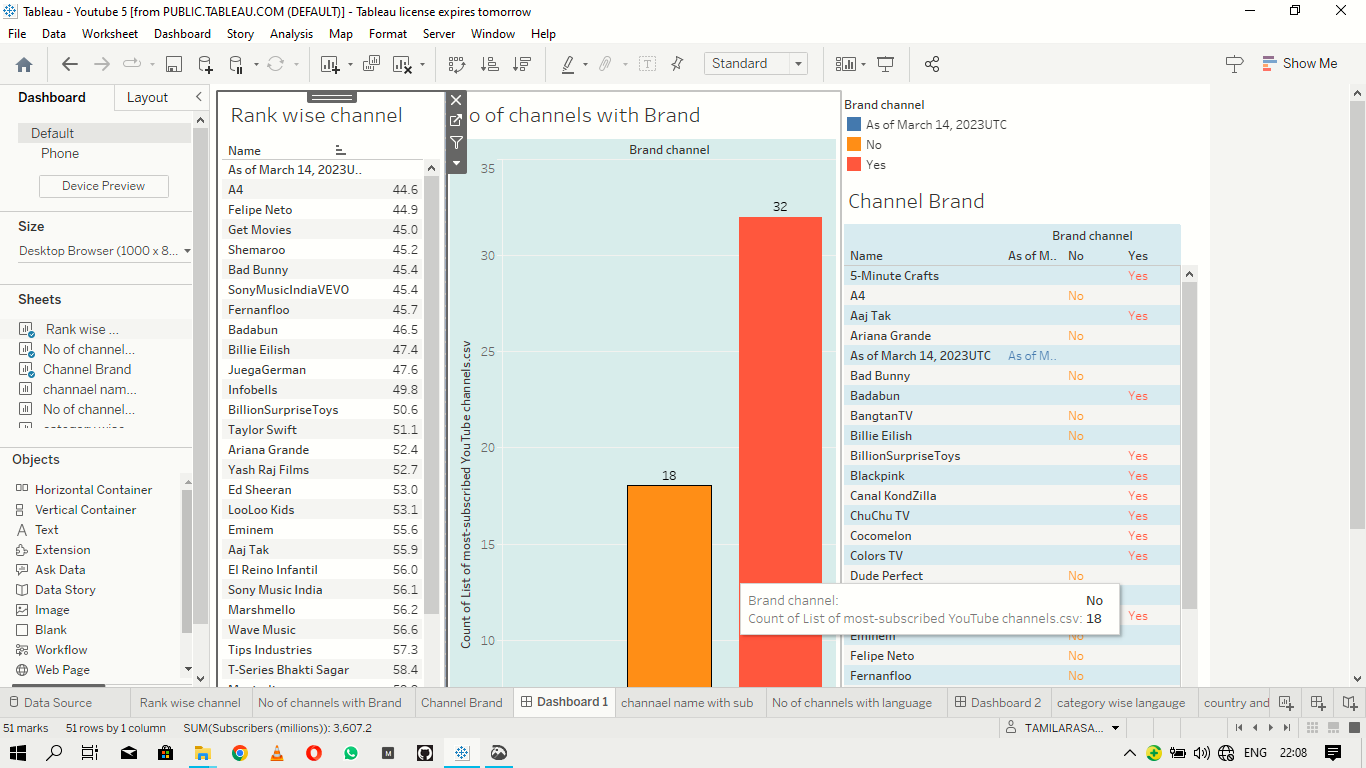 Tableau - Youtube 5 [from PUBLIC.TABLEAU.COM (DEFAULT)] - Tableau license expires tomorrow
File Data Worksheet Dashboard Story Analysis Map Format Server Window Help
Standard
Show Me
Dashboard Layout
Default
Phone
Device Preview
Size
Desktop Browser (1000 x 8...
Sheets
Rank wise ...
No of channel...
Channel Brand
channael nam...
No of channel...
Objects
Horizontal Container
Vertical Container
Text
Extension
Ask Data
Data Story
Image
Blank
Workflow
Web Page
Rank wise channel
Name
As of March 14, 2023U..
A4 44.6
Felipe Neto 44.9
Get Movies 45.0
Shemaroo 45.2
Bad Bunny 45.4
SonyMusicIndiaVEVO 45.4
Fernanfloo 45.7
Badabun 46.5
Billie Eilish 47.4
JuegaGerman 47.6
Infobells 49.8
BillionSurpriseToys 50.6
Taylor Swift 51.1
Ariana Grande 52.4
Yash Raj Films 52.7
Ed Sheeran 53.0
LooLoo Kids 53.1
Eminem 55.6
Aaj Tak 55.9
El Reino Infantil 56.0
Sony Music India 56.1
Marshmello 56.2
Wave Music 56.6
Tips Industries 57.3
T-Series Bhakti Sagar 58.4
o of channels with Brand
Brand channel
Count of List of most-subscribed YouTube channels.csv
35
30
25
20
15
10
18
32
Brand channel: No
Count of List of most-subscribed YouTube channels.csv: 18
Brand channel
As of March 14, 2023UTC
No
Yes
Channel Brand
Brand channel
Name As of M.. No Yes
5-Minute Crafts Yes
A4 No
Aaj Tak Yes
Ariana Grande No
As of March 14, 2023UTC As of M..
Bad Bunny No
Badabun Yes
BangtanTV No
Billie Eilish No
BillionSurpriseToys Yes
Blackpink Yes
Canal KondZilla Yes
ChuChu TV Yes
Cocomelon Yes
Colors TV Yes
Dude Perfect No
Yes
Eminem No
Felipe Neto No
Fernanfloo No
Data Source Rank wise channel No of channels with Brand Channel Brand Dashboard 1 channael name with sub No of channels with language Dashboard 2 category wise langauge country and
51 marks 51 rows by 1 column SUM(Subscribers (millions)): 3,607.2 TAMILARASA...
M ENG 22:08